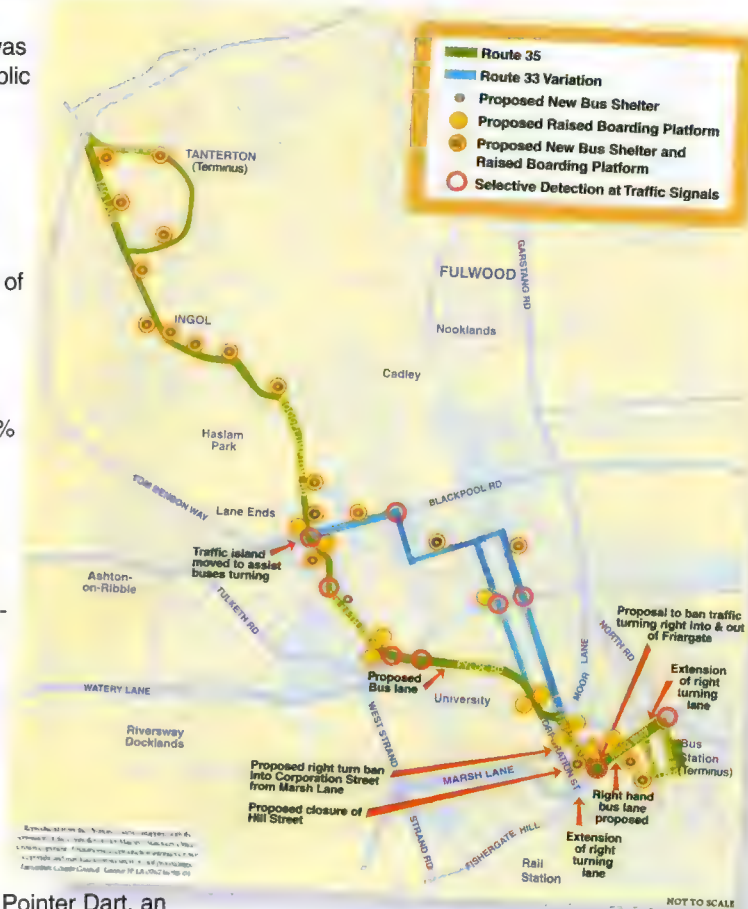 was
blic
of
%
Route 35
Route 33 Variation
Proposed New Bus Shelter
Proposed Raised Boarding Platform
Proposed New Bus Shelter and
Raised Boarding Platform
Selective Detection at Traffic Signals
TANTERTON
(Terminus)
INGOL
FULWOOD
GARSTANG RD
Nooklands
Cadley
Haslam
Park
TOM BENSON WAY
Lane Ends
BLACKPOOL RD
Traffic island
moved to assist
buses turning
Ashton-
on-Ribble
TULKETH RD
Proposal to ban traffic
turning right into & out
of Friargate
NORTH RD
MOOR LANE
Extension
of right
turning
lane
FYLDE RD
Proposed
Bus lane
University
WATERY LANE
WEST STRAND
Riversway
Docklands
Bus
Station
(Terminus)
Proposed right turn ban
into Corporation Street
from Marsh Lane
MARSH LANE
CORPORATION ST
Proposed closure of
Hill Street
Right hand
bus lane
proposed
STRAND RD
FISHERGATE HILL
Extension
of right
turning
lane
Rail
Station
NOT TO SCALE
Pointer Dart, an